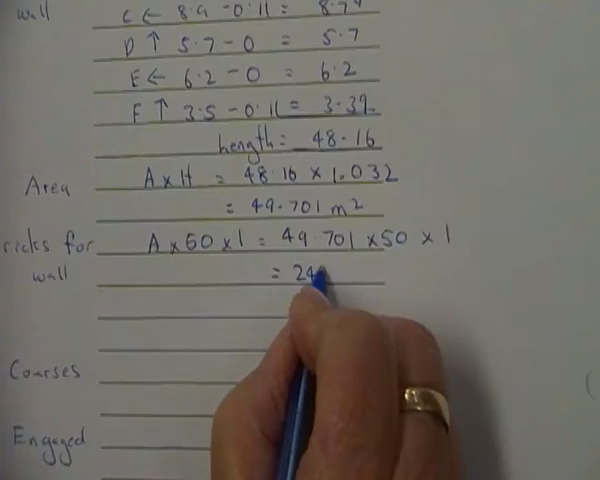 wall C ← 8.9 - 0.11 = 8.79
D ↑ 5.7 - 0 = 5.7
E ← 6.2 - 0 = 6.2
F ↑ 3.5 - 0.11 = 3.39
Length = 48.16
Area A x H = 48.16 x 1.032
= 49.701 m2
ricks for A x 50 x 1 = 49.701 x 50 x 1
wall = 24
Courses
Engaged